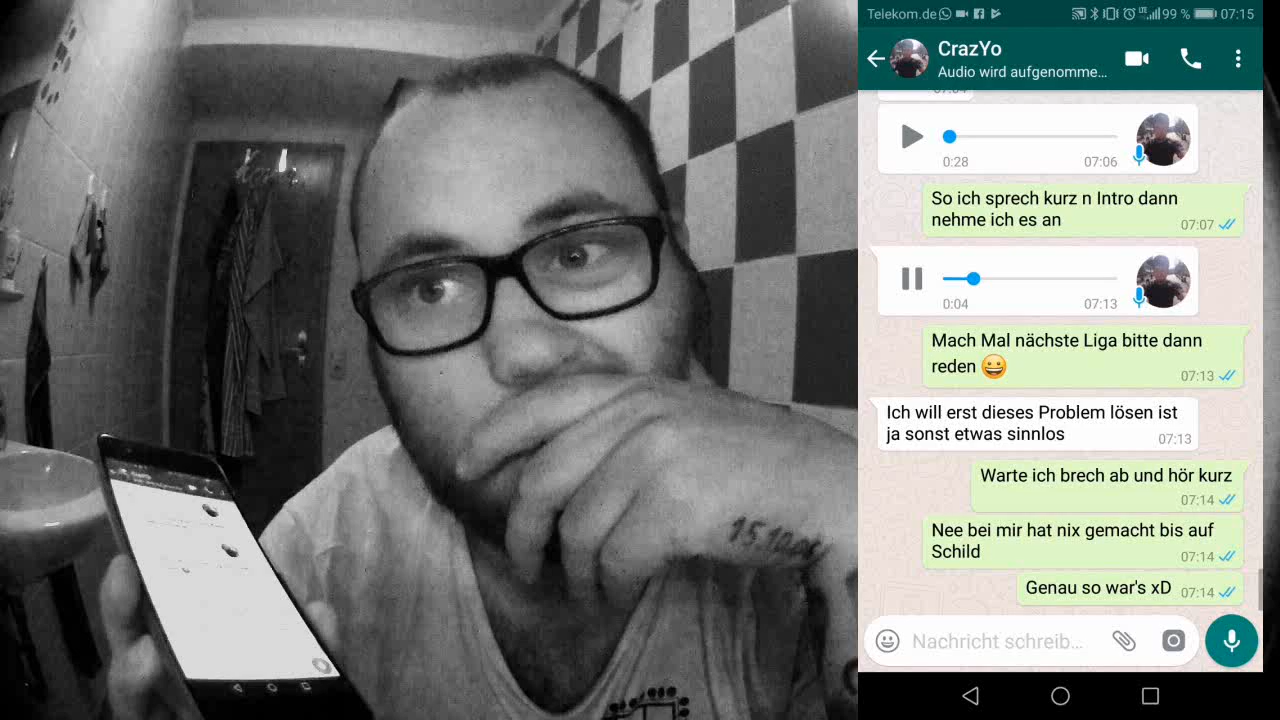 Telekom.de
99 %
07:15
CrazYo
Audio wird aufgenomme...
07:04
0:28
07:06
So ich sprech kurz n Intro dann
nehme ich es an
07:07
0:04
07:13
Mach Mal nächste Liga bitte dann
reden 😀
07:13
Ich will erst dieses Problem lösen ist
ja sonst etwas sinnlos
07:13
Warte ich brech ab und hör kurz
07:14
Nee bei mir hat nix gemacht bis auf
Schild
07:14
Genau so war's xD
07:14
Nachricht schreib...